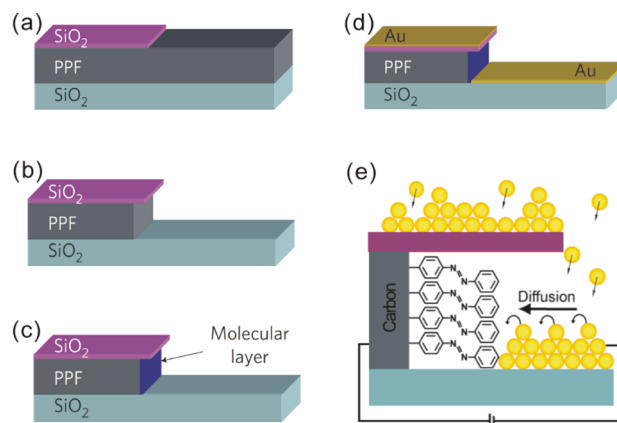 (a)
SiO₂
PPF
SiO₂
(b)
SiO₂
PPF
SiO₂
(c)
SiO₂
PPF
SiO₂
Molecular
layer
(d)
Au
PPF
Au
SiO₂
(e)
Carbon
N
N
N
N
N
N
N
N
Diffusion